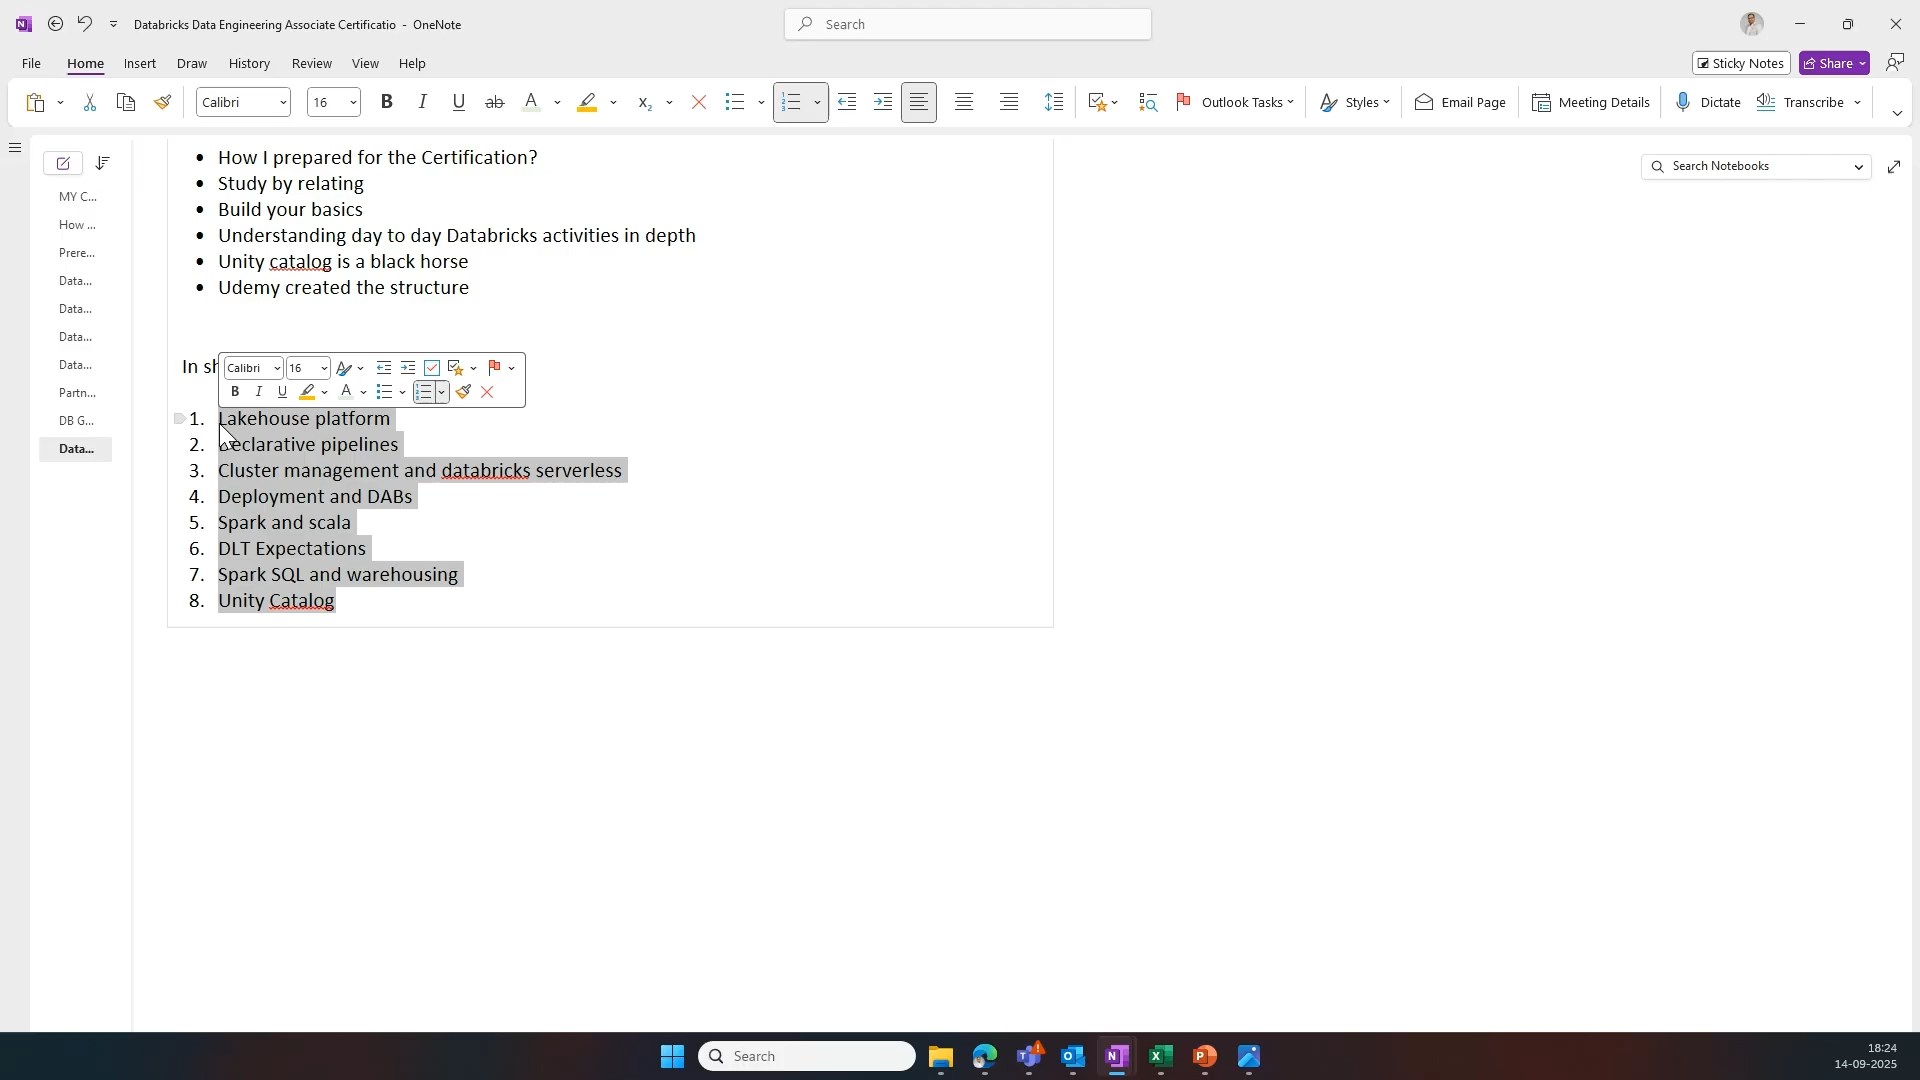 Databricks Data Engineering Associate Certificatio - OneNote
Search
File Home Insert Draw History Review View Help
Sticky Notes Share
Calibri 16 B I U ab A x₂ Outlook Tasks Styles Email Page Meeting Details Dictate Transcribe
Search Notebooks
MY C...
How ...
Prere...
Data...
Data...
Data...
Data...
Partn...
DB G...
Data...
• How I prepared for the Certification?
• Study by relating
• Build your basics
• Understanding day to day Databricks activities in depth
• Unity catalog is a black horse
• Udemy created the structure
In sh
Calibri 16
B I U A
1. Lakehouse platform
2. Declarative pipelines
3. Cluster management and databricks serverless
4. Deployment and DABs
5. Spark and scala
6. DLT Expectations
7. Spark SQL and warehousing
8. Unity Catalog
Search
18:24
14-09-2025